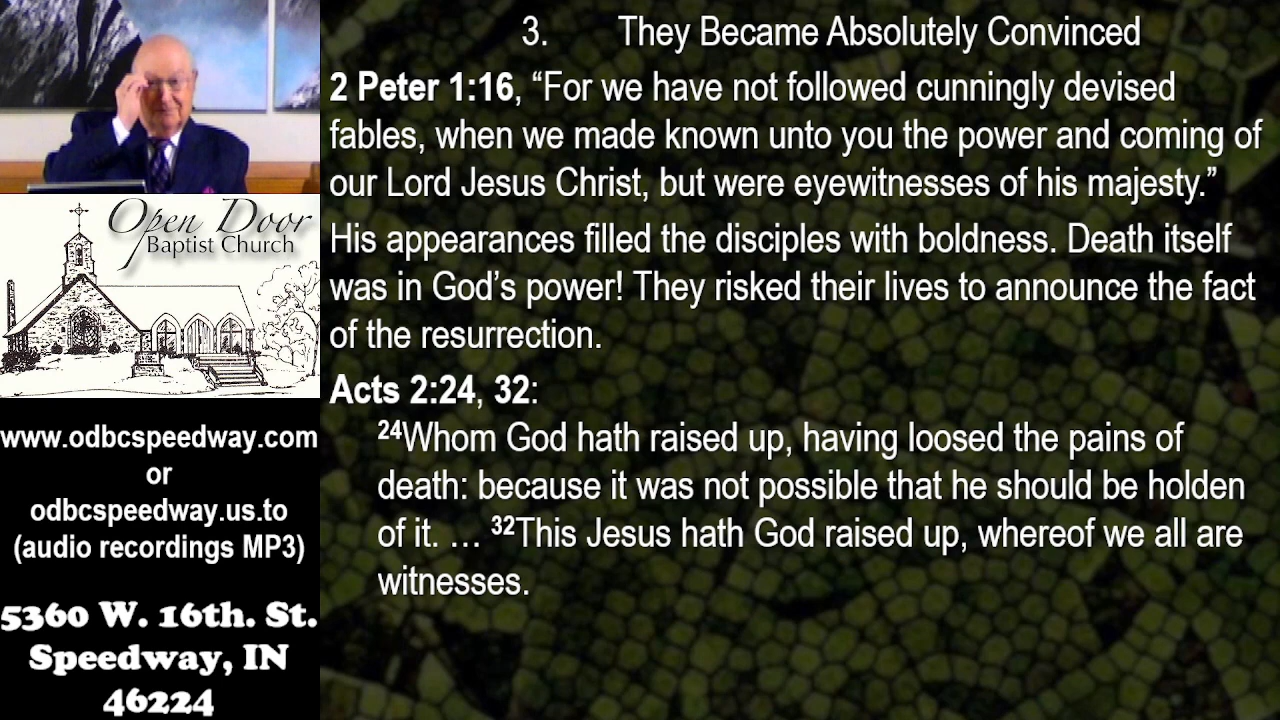 3. They Became Absolutely Convinced
2 Peter 1:16, “For we have not followed cunningly devised
fables, when we made known unto you the power and coming of
our Lord Jesus Christ, but were eyewitnesses of his majesty.”
His appearances filled the disciples with boldness. Death itself
was in God’s power! They risked their lives to announce the fact
of the resurrection.
Acts 2:24, 32:
24Whom God hath raised up, having loosed the pains of
death: because it was not possible that he should be holden
of it. … 32This Jesus hath God raised up, whereof we all are
witnesses.
Open Door
Baptist Church
www.odbcspeedway.com
or
odbcspeedway.us.to
(audio recordings MP3)
5360 W. 16th. St.
Speedway, IN
46224